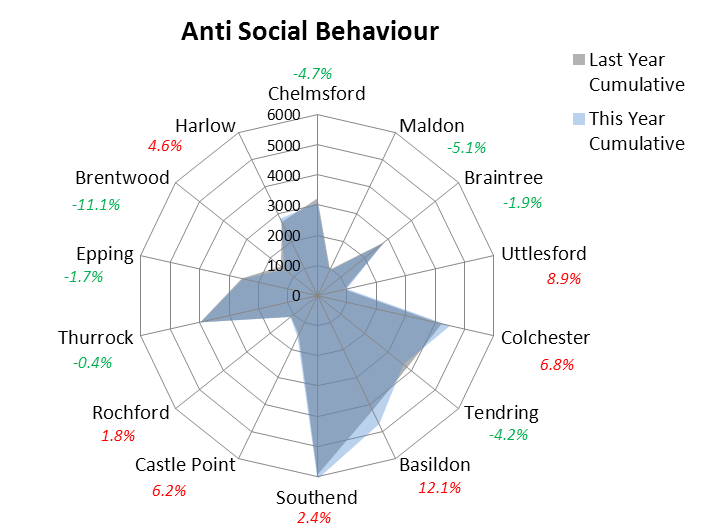 Anti Social Behaviour
Last Year
Cumulative
This Year
Cumulative
-4.7%
Chelmsford
Maldon
-5.1%
Braintree
-1.9%
Uttlesford
8.9%
Colchester
6.8%
Tendring
-4.2%
Basildon
12.1%
Southend
2.4%
Castle Point
6.2%
Rochford
1.8%
Thurrock
-0.4%
Epping
-1.7%
Brentwood
-11.1%
Harlow
4.6%
6000
5000
4000
3000
2000
1000
0